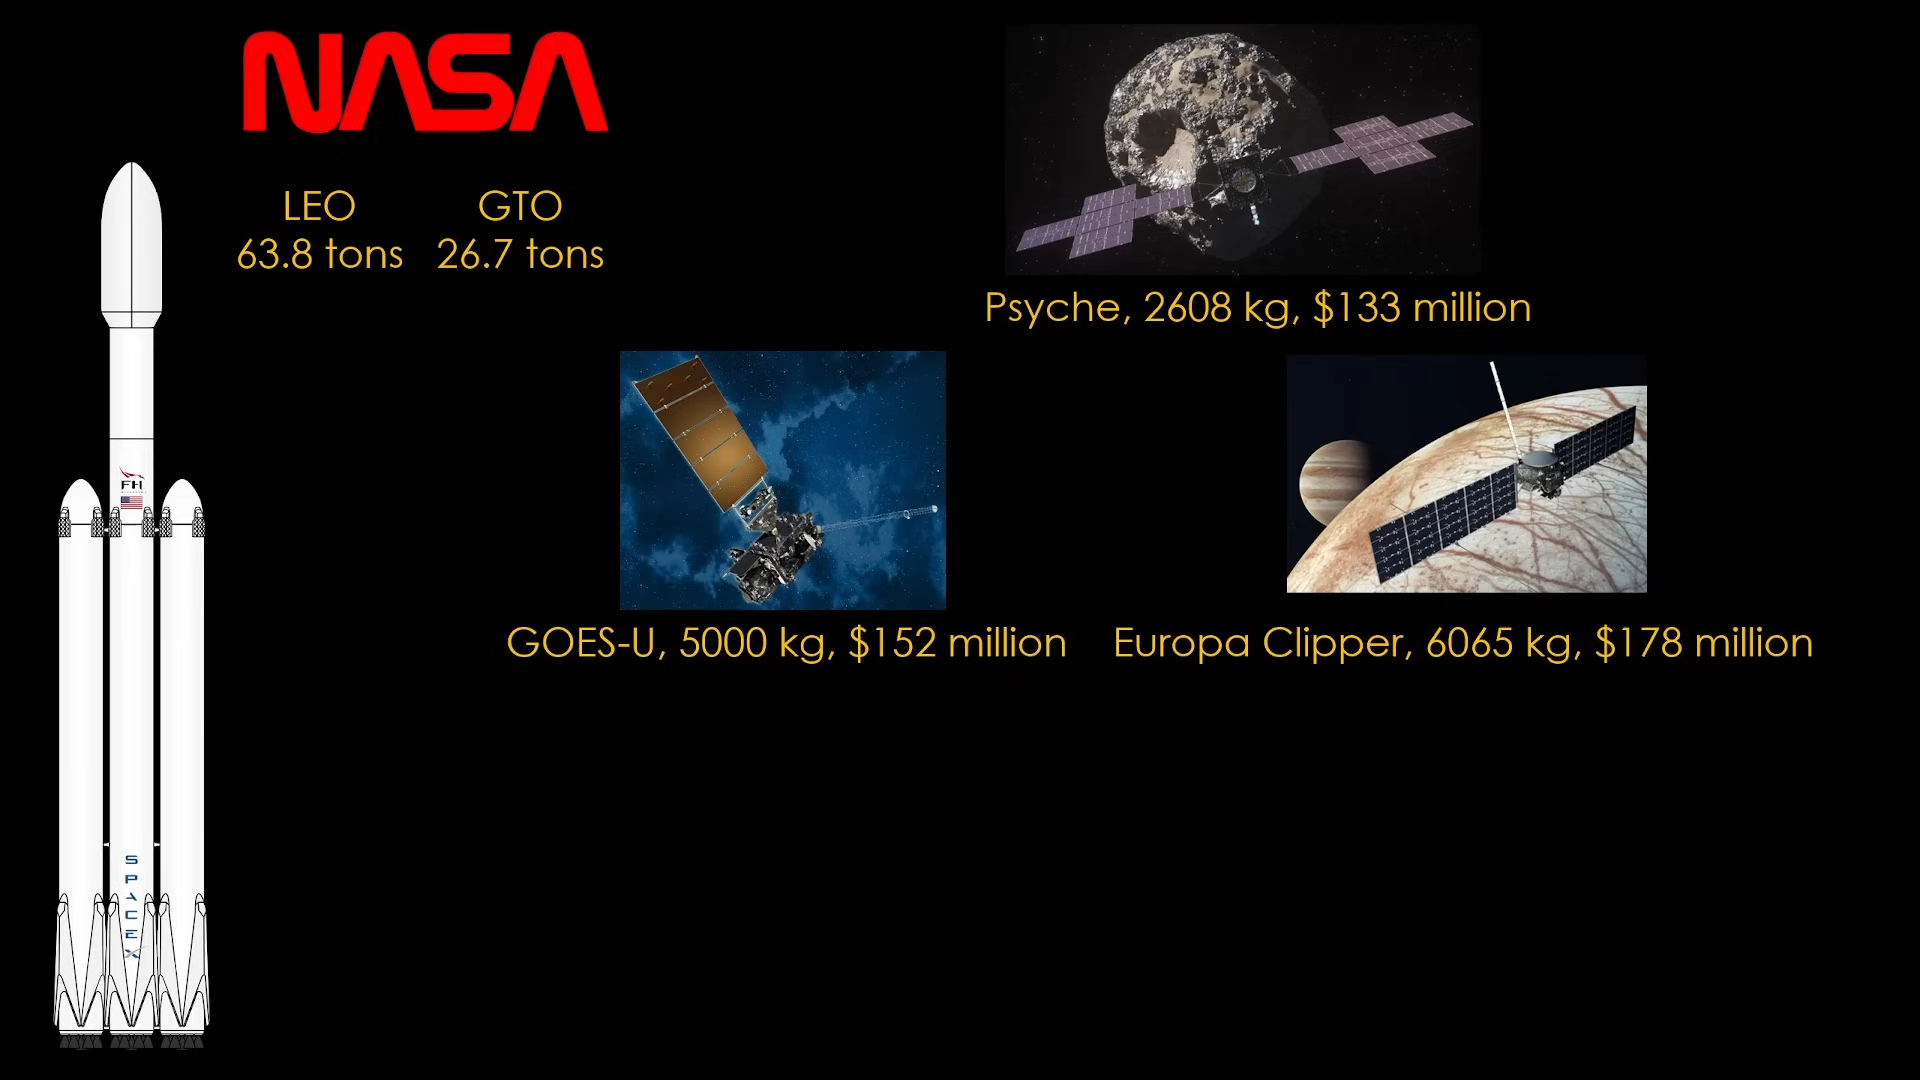 NASA
LEO
63.8 tons
GTO
26.7 tons
Psyche, 2608 kg, $133 million
GOES-U, 5000 kg, $152 million
Europa Clipper, 6065 kg, $178 million
FH
SPACEX